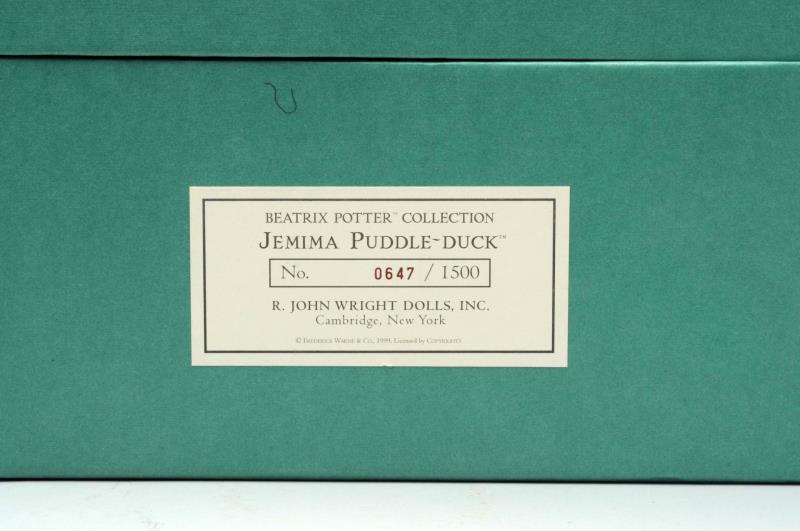 BEATRIX POTTER™ COLLECTION
JEMIMA PUDDLE~DUCK™
No. 0647 / 1500
R. JOHN WRIGHT DOLLS, INC.
Cambridge, New York
© FREDERICK WARNE & CO., 1999. Licensed by COPYRIGHTS